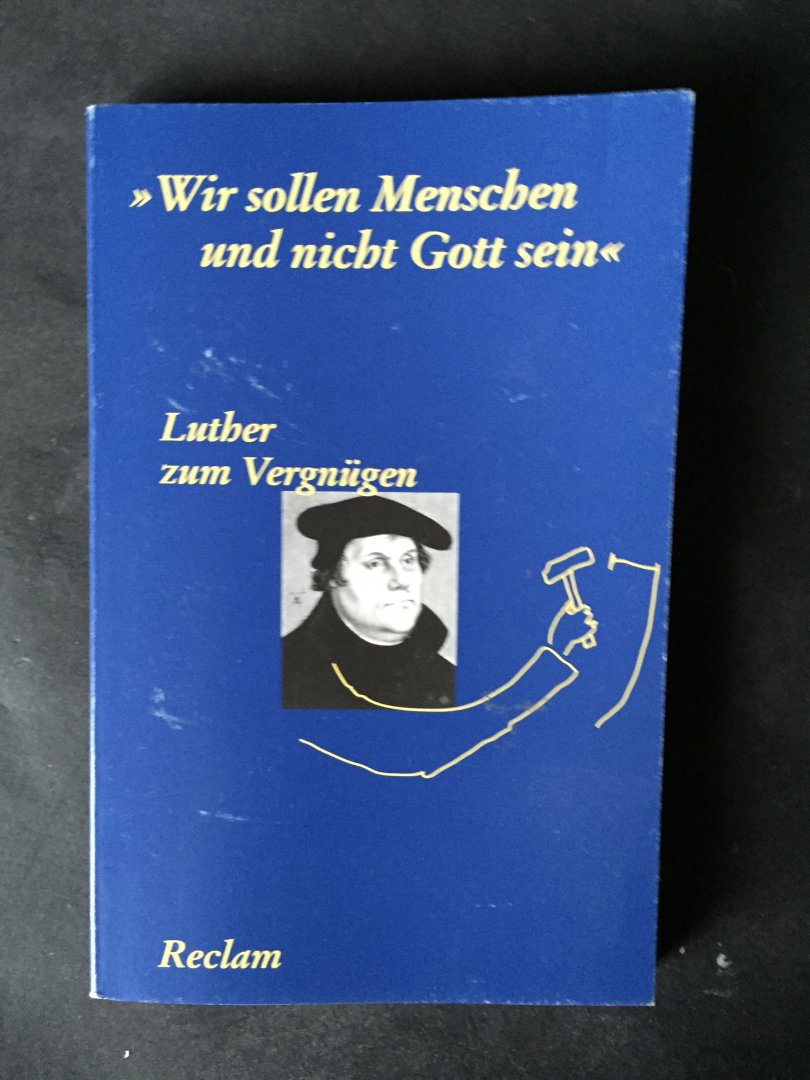 »Wir sollen Menschen
und nicht Gott sein«
Luther
zum Vergnügen
Reclam